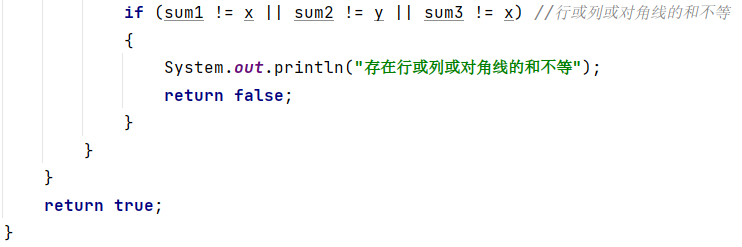 if (sum1 != x || sum2 != y || sum3 != x) //行或列或对角线的和不等
{
System.out.println("存在行或列或对角线的和不等");
return false;
}
}
}
return true;
}